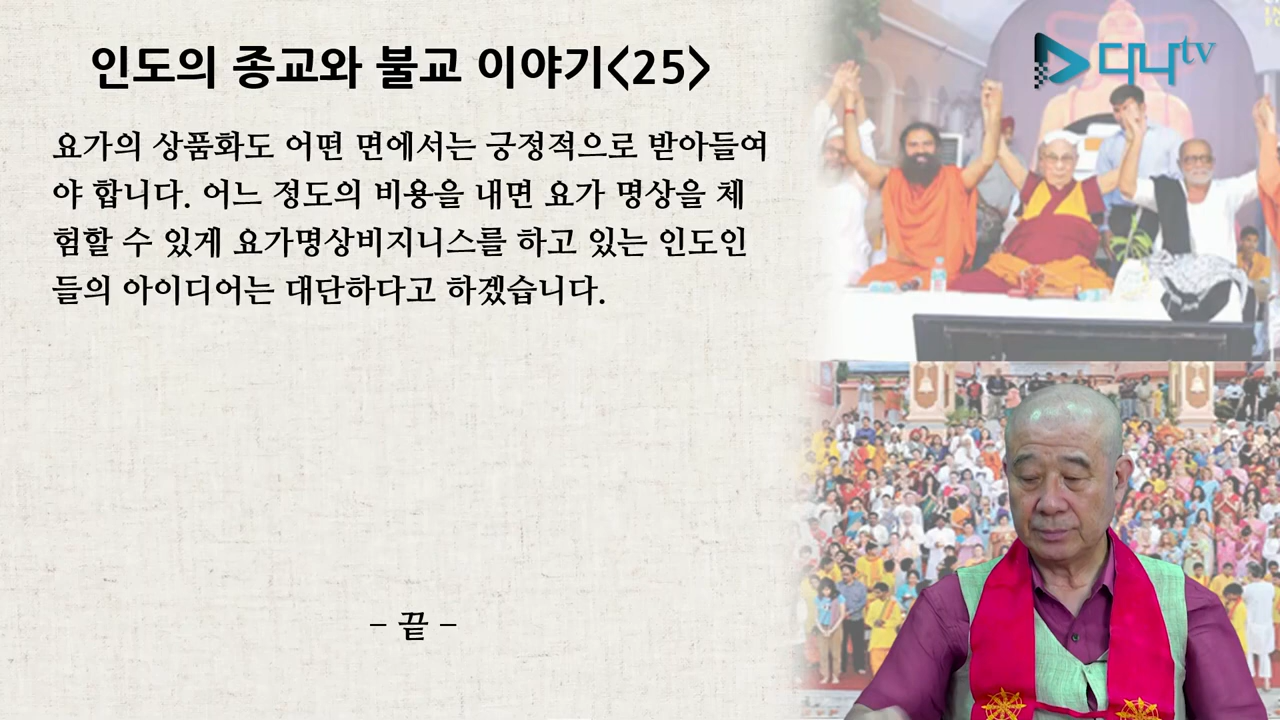 인도의 종교와 불교 이야기<25>
tv
요가의 상품화도 어떤 면에서는 긍정적으로 받아들여
야 합니다. 어느 정도의 비용을 내면 요가 명상을 체
험할 수 있게 요가명상비지니스를 하고 있는 인도인
들의 아이디어는 대단하다고 하겠습니다.
- 끝 -